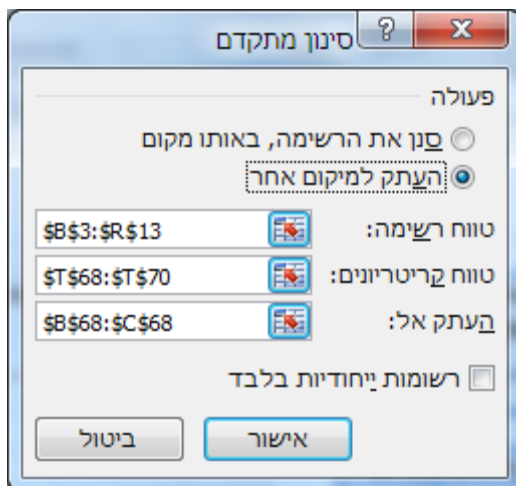 סינון מתקדם
פעולה
סנן את הרשימה, באותו מקום
העתק למיקום אחר
טווח רשימה: $B$3:$R$13
טווח קריטריונים: $T$68:$T$70
העתק אל: $B$68:$C$68
רשומות ייחודיות בלבד
אישור ביטול